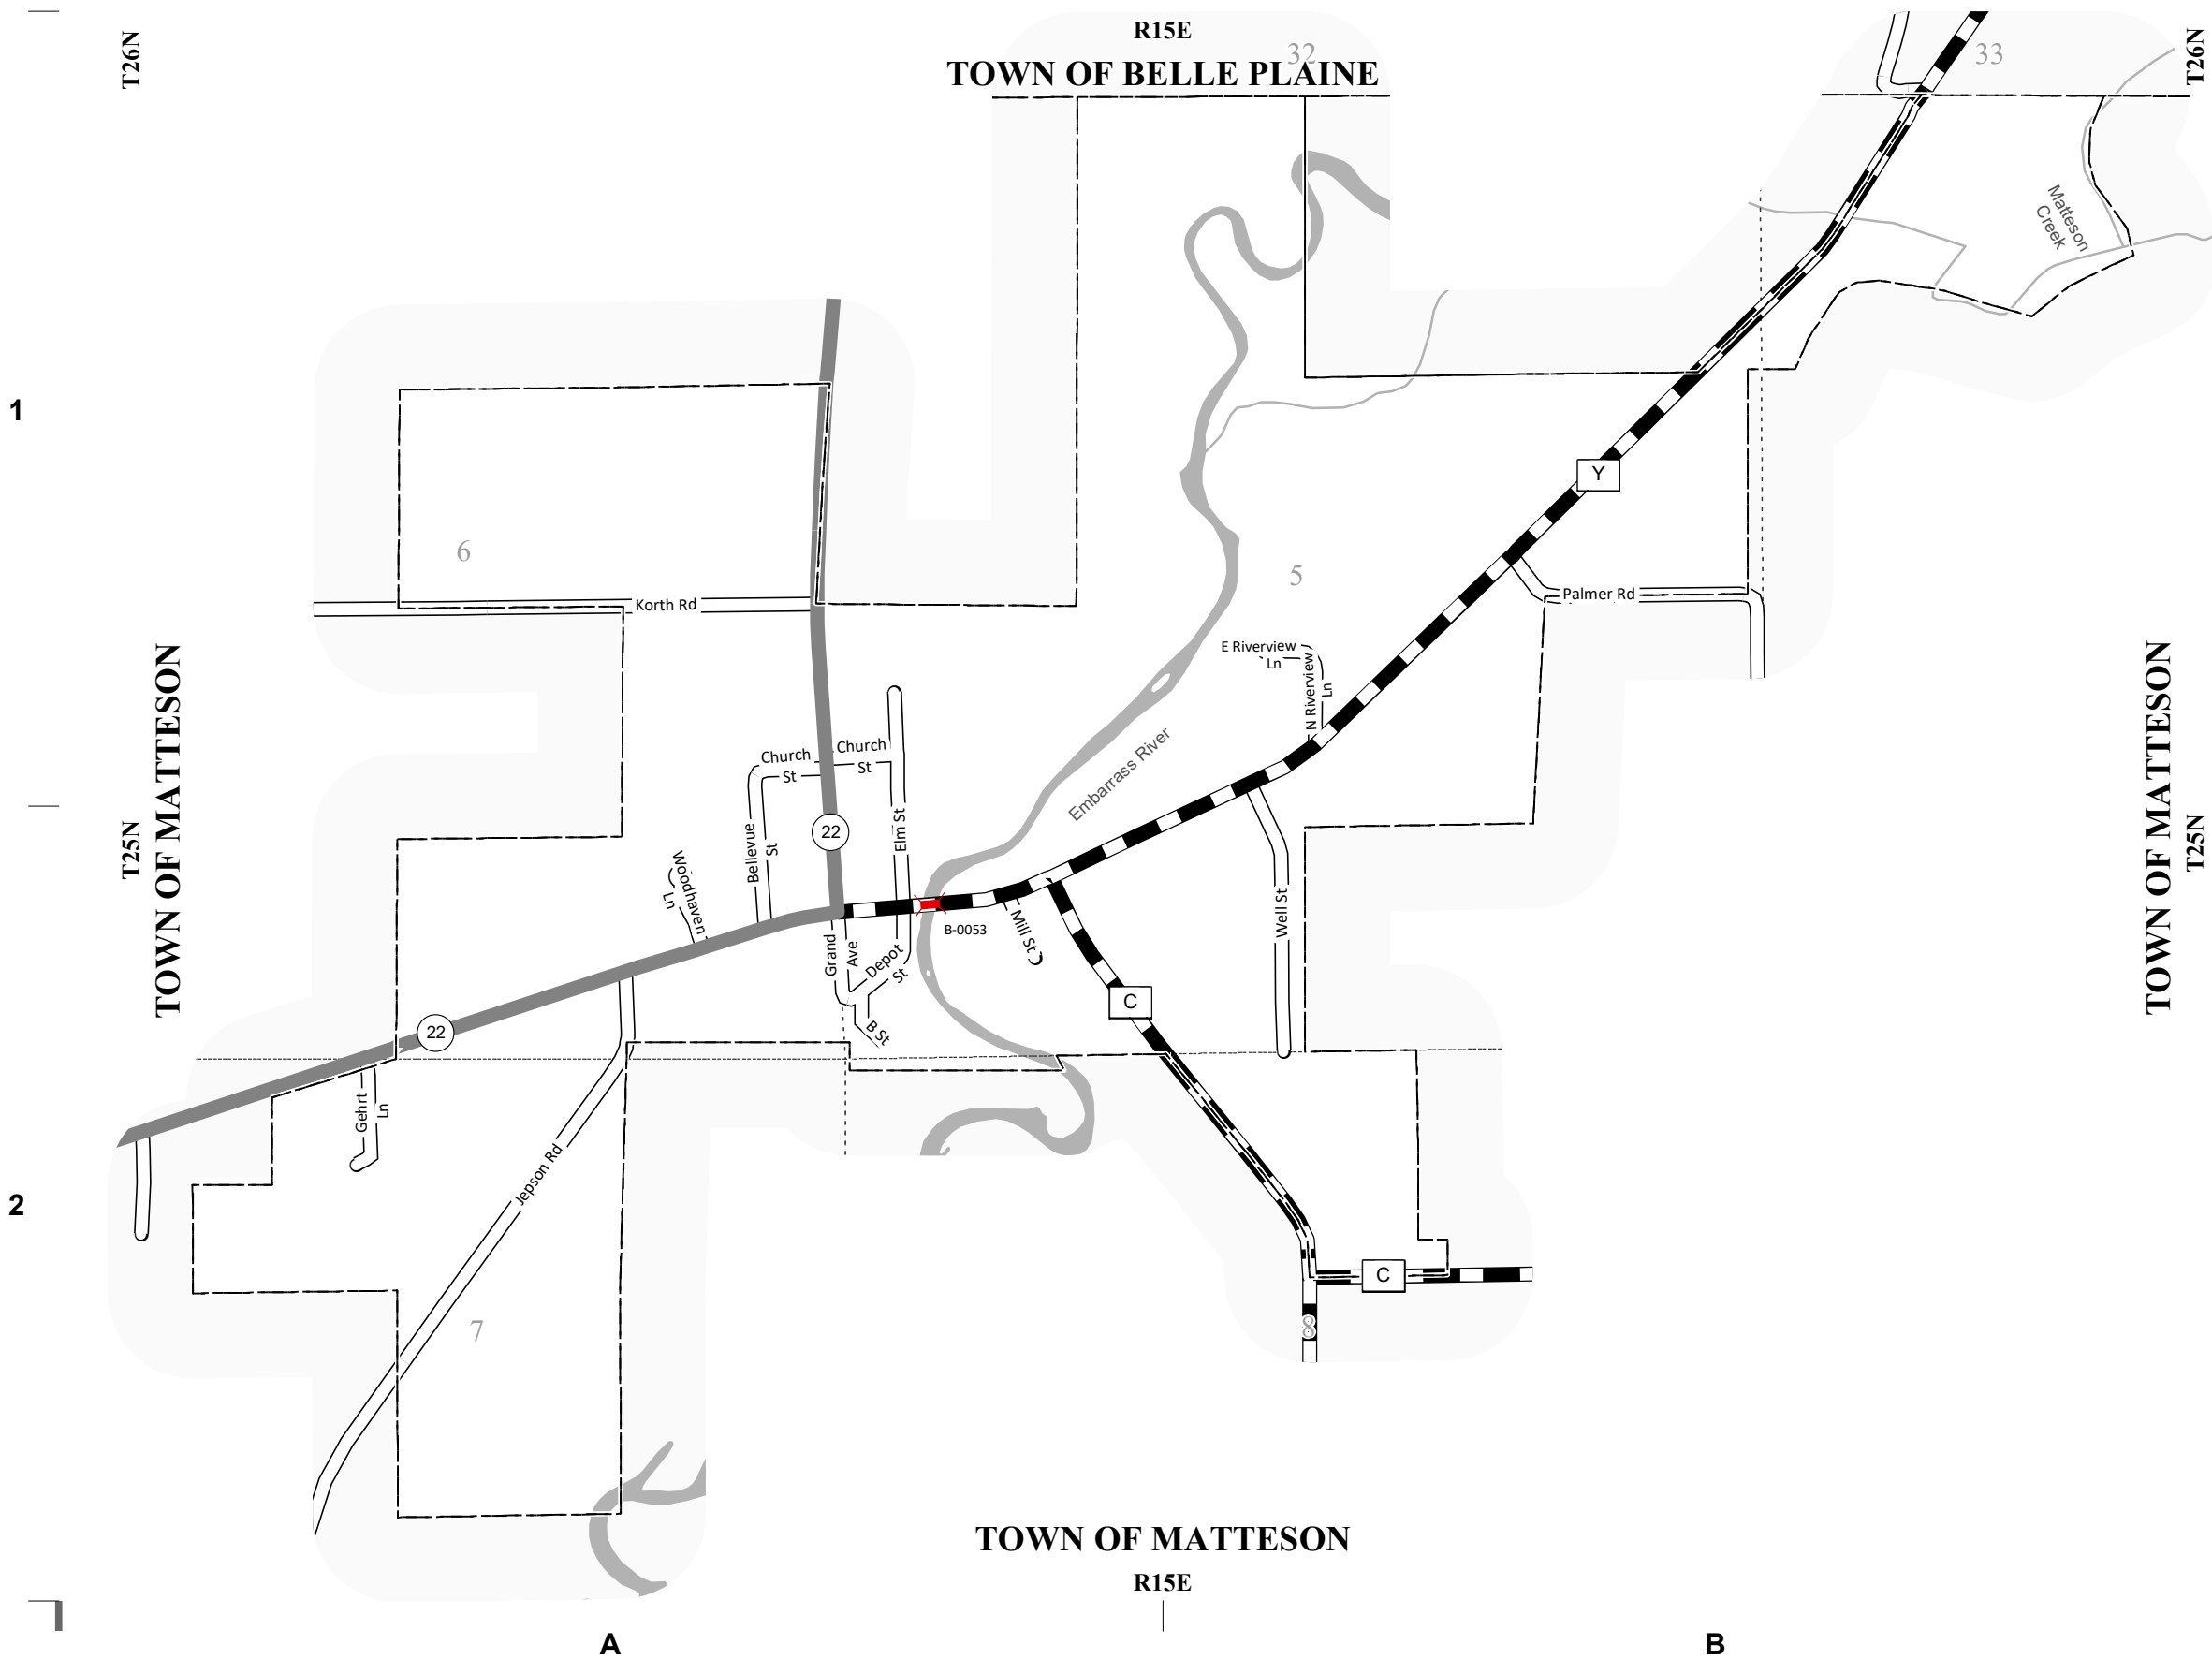 R15E
T26N
T26N
32
33
TOWN OF BELLE PLAINE
Matteson
Creek
1
Y
6
5
Korth Rd
Palmer Rd
E Riverview
Ln
N Riverview
Ln
TOWN OF MATTESON
TOWN OF MATTESON
T25N
T25N
Church
St
Church
St
Embarrass River
22
Elm St
Bellevue
St
Woodhaven
Ln
Well St
B-0053
Mill St
Grand
Ave
Depot
St
B St
C
22
Gehrt
Ln
Jepson Rd
2
C
7
8
TOWN OF MATTESON
R15E
A
B